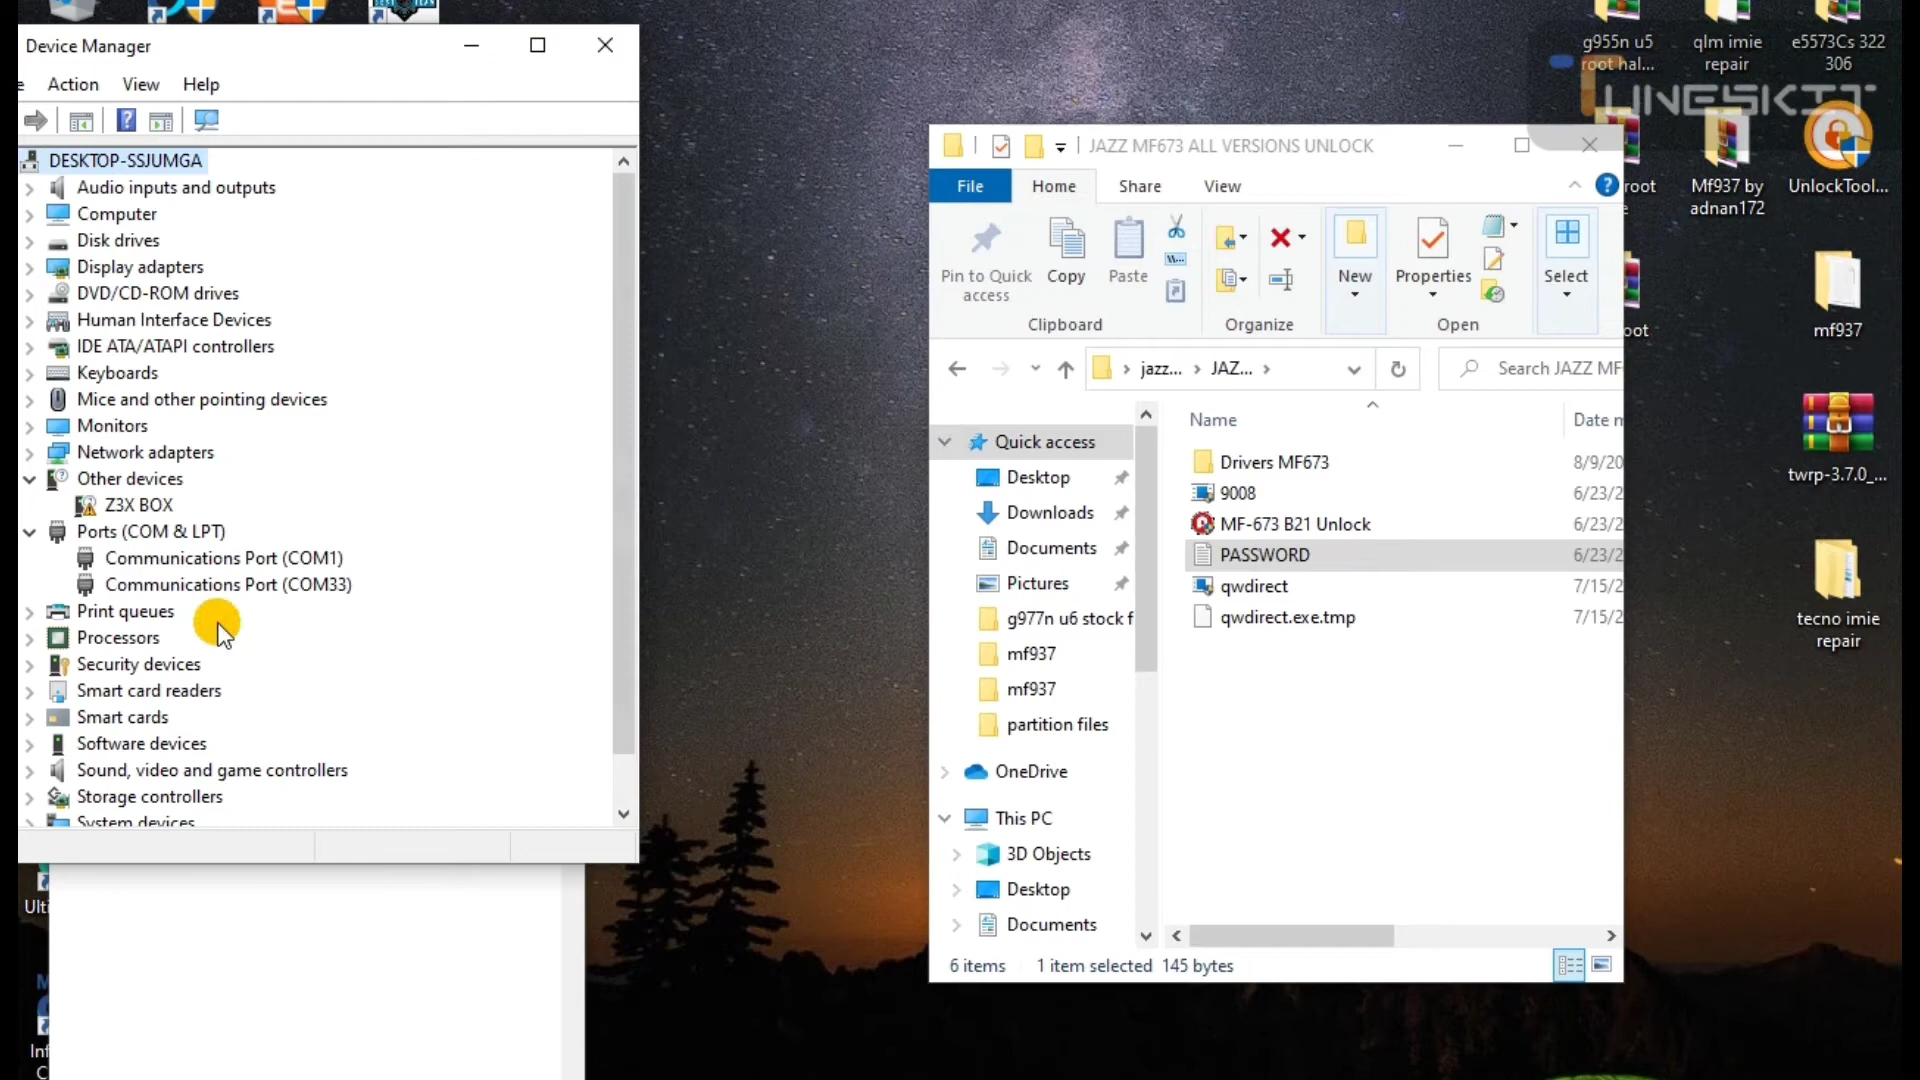 Device Manager
Action View Help
DESKTOP-SSJUMGA
Audio inputs and outputs
Computer
Disk drives
Display adapters
DVD/CD-ROM drives
Human Interface Devices
IDE ATA/ATAPI controllers
Keyboards
Mice and other pointing devices
Monitors
Network adapters
Other devices
Z3X BOX
Ports (COM & LPT)
Communications Port (COM1)
Communications Port (COM33)
Print queues
Processors
Security devices
Smart card readers
Smart cards
Software devices
Sound, video and game controllers
Storage controllers
System devices
Ulti
Inf
C
JAZZ MF673 ALL VERSIONS UNLOCK
File Home Share View
Pin to Quick
access
Copy
Paste
New
Properties
Select
Clipboard
Organize
Open
jazz... JAZ...
Search JAZZ MF
Quick access
Desktop
Downloads
Documents
Pictures
g977n u6 stock f
mf937
mf937
partition files
OneDrive
This PC
3D Objects
Desktop
Documents
Name Date m
Drivers MF673 8/9/20
9008 6/23/2
MF-673 B21 Unlock 6/23/2
PASSWORD 6/23/2
qwdirect 7/15/2
qwdirect.exe.tmp 7/15/2
6 items 1 item selected 145 bytes
g955n u5
root hal...
qlm imie
repair
e5573Cs 322
306
UNESKIT
root
Mf937 by
adnan172
UnlockTool...
oot
mf937
twrp-3.7.0_...
tecno imie
repair